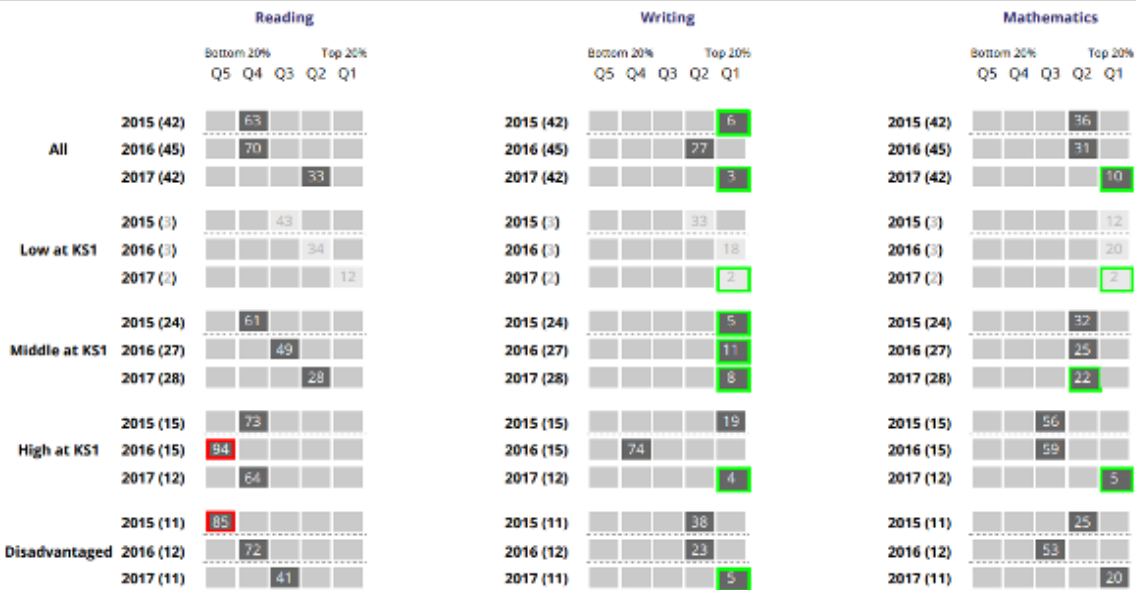 Reading Writing Mathematics
Bottom 20% Top 20% Bottom 20% Top 20% Bottom 20% Top 20%
Q5 Q4 Q3 Q2 Q1 Q5 Q4 Q3 Q2 Q1 Q5 Q4 Q3 Q2 Q1
2015 (42) 63 2015 (42) 6 2015 (42) 36
All 2016 (45) 70 2016 (45) 27 2016 (45) 31
2017 (42) 33 2017 (42) 3 2017 (42) 10
2015 (3) 43 2015 (3) 33 2015 (3) 12
Low at KS1 2016 (3) 34 2016 (3) 18 2016 (3) 20
2017 (2) 12 2017 (2) 2 2017 (2) 2
2015 (24) 61 2015 (24) 5 2015 (24) 32
Middle at KS1 2016 (27) 49 2016 (27) 11 2016 (27) 25
2017 (28) 28 2017 (28) 8 2017 (28) 22
2015 (15) 73 2015 (15) 19 2015 (15) 56
High at KS1 2016 (15) 94 2016 (15) 74 2016 (15) 59
2017 (12) 64 2017 (12) 4 2017 (12) 5
2015 (11) 85 2015 (11) 38 2015 (11) 25
Disadvantaged 2016 (12) 72 2016 (12) 23 2016 (12) 53
2017 (11) 41 2017 (11) 5 2017 (11) 20